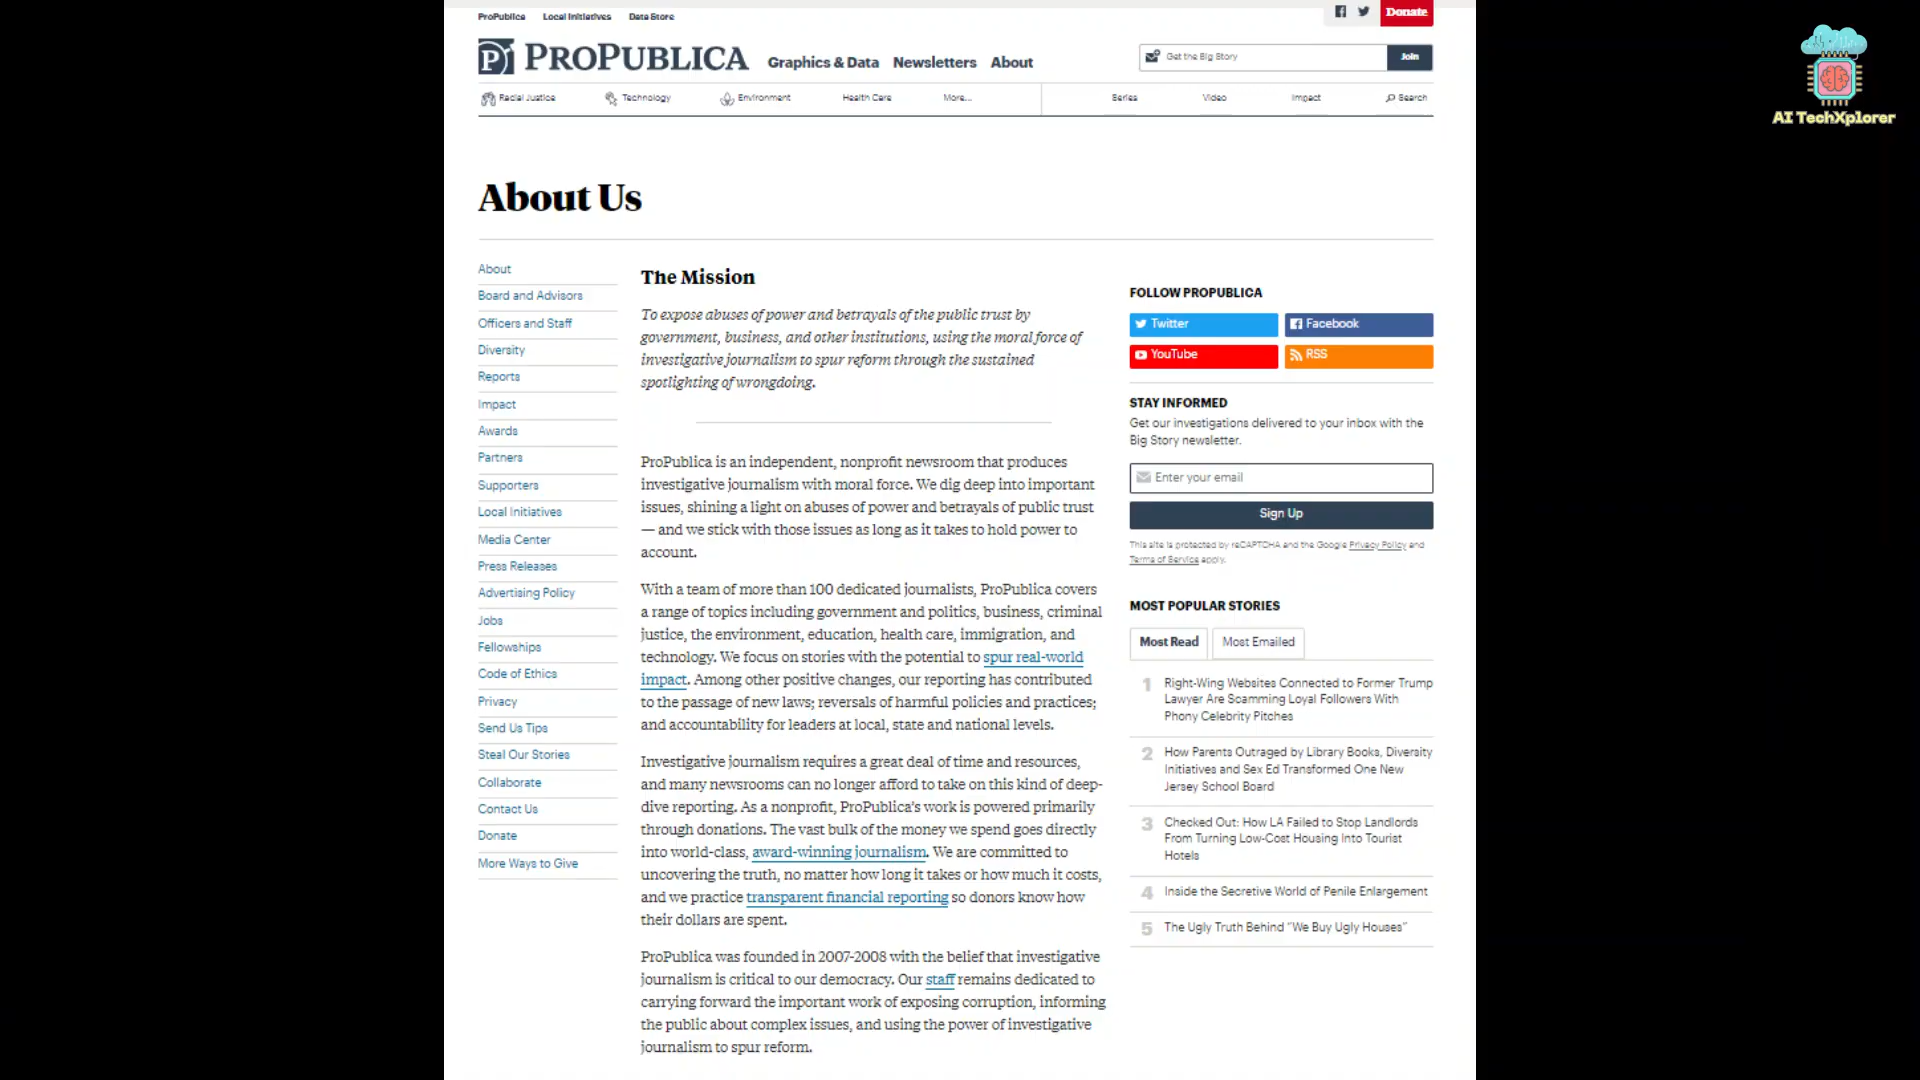 ProPublica Local Initiatives Data Store
Donate
PROPUBLICA Graphics & Data Newsletters About
Get the Big Story Join
Racial Justice Technology Environment Health Care More... Series Video Impact Search
AI TechXplorer
About Us
About
Board and Advisors
Officers and Staff
Diversity
Reports
Impact
Awards
Partners
Supporters
Local Initiatives
Media Center
Press Releases
Advertising Policy
Jobs
Fellowships
Code of Ethics
Privacy
Send Us Tips
Steal Our Stories
Collaborate
Contact Us
Donate
More Ways to Give
The Mission
To expose abuses of power and betrayals of the public trust by
government, business, and other institutions, using the moral force of
investigative journalism to spur reform through the sustained
spotlighting of wrongdoing.
ProPublica is an independent, nonprofit newsroom that produces
investigative journalism with moral force. We dig deep into important
issues, shining a light on abuses of power and betrayals of public trust
— and we stick with those issues as long as it takes to hold power to
account.
With a team of more than 100 dedicated journalists, ProPublica covers
a range of topics including government and politics, business, criminal
justice, the environment, education, health care, immigration, and
technology. We focus on stories with the potential to spur real-world
impact. Among other positive changes, our reporting has contributed
to the passage of new laws; reversals of harmful policies and practices;
and accountability for leaders at local, state and national levels.
Investigative journalism requires a great deal of time and resources,
and many newsrooms can no longer afford to take on this kind of deep-
dive reporting. As a nonprofit, ProPublica's work is powered primarily
through donations. The vast bulk of the money we spend goes directly
into world-class, award-winning journalism. We are committed to
uncovering the truth, no matter how long it takes or how much it costs,
and we practice transparent financial reporting so donors know how
their dollars are spent.
ProPublica was founded in 2007-2008 with the belief that investigative
journalism is critical to our democracy. Our staff remains dedicated to
carrying forward the important work of exposing corruption, informing
the public about complex issues, and using the power of investigative
journalism to spur reform.
FOLLOW PROPUBLICA
Twitter Facebook
YouTube RSS
STAY INFORMED
Get our investigations delivered to your inbox with the
Big Story newsletter.
Enter your email
Sign Up
This site is protected by reCAPTCHA and the Google Privacy Policy and
Terms of Service apply.
MOST POPULAR STORIES
Most Read Most Emailed
1 Right-Wing Websites Connected to Former Trump
Lawyer Are Scamming Loyal Followers With
Phony Celebrity Pitches
2 How Parents Outraged by Library Books, Diversity
Initiatives and Sex Ed Transformed One New
Jersey School Board
3 Checked Out: How LA Failed to Stop Landlords
From Turning Low-Cost Housing Into Tourist
Hotels
4 Inside the Secretive World of Penile Enlargement
5 The Ugly Truth Behind "We Buy Ugly Houses"